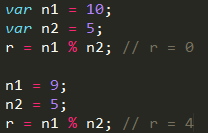 var n1 = 10;
var n2 = 5;
r = n1 % n2; // r = 0
n1 = 9;
n2 = 5;
r = n1 % n2; // r = 4